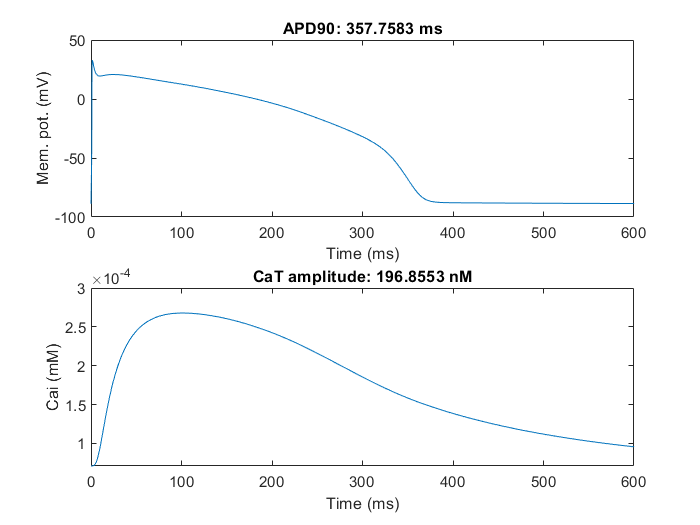 APD90: 357.7583 ms
50
0
-50
-100
Mem. pot. (mV)
0 100 200 300 400 500 600
Time (ms)
CaT amplitude: 196.8553 nM
×10-4
3
2.5
2
1.5
1
Cai (mM)
0 100 200 300 400 500 600
Time (ms)